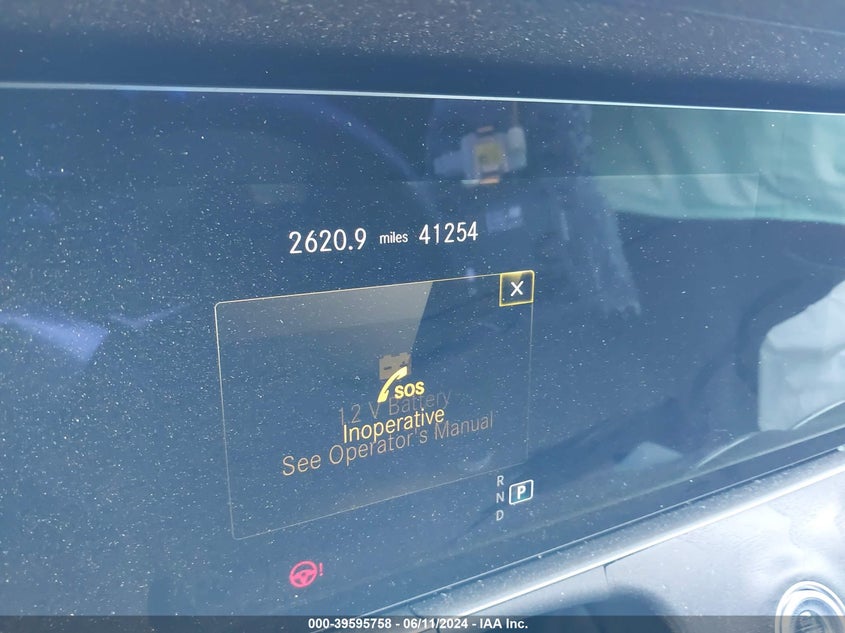 2620.9 miles 41254
X
SOS
12 V Battery
Inoperative
See Operator's Manual
R
N P
D
!
000-39595758 - 06/11/2024 - IAA Inc.